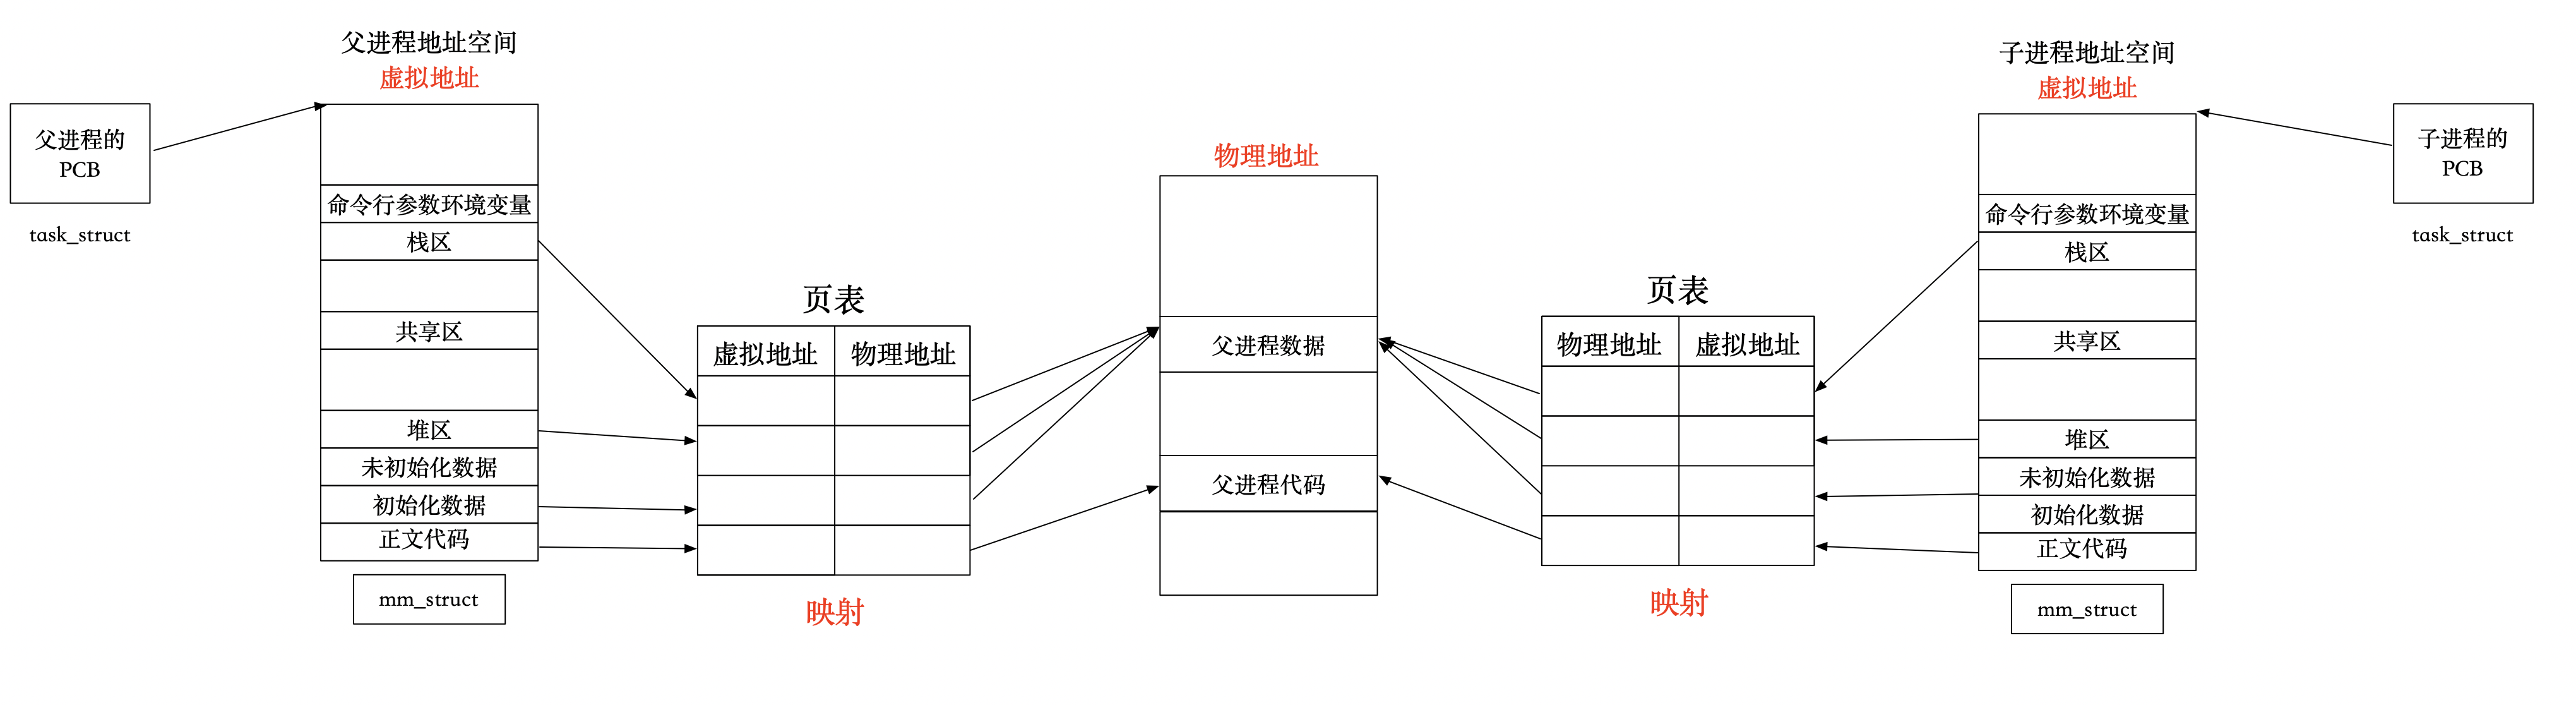 父进程的
PCB
task_struct
父进程地址空间
虚拟地址
命令行参数环境变量
栈区
共享区
堆区
未初始化数据
初始化数据
正文代码
mm_struct
页表
虚拟地址 物理地址
映射
物理地址
父进程数据
父进程代码
页表
物理地址 虚拟地址
映射
子进程地址空间
虚拟地址
命令行参数环境变量
栈区
共享区
堆区
未初始化数据
初始化数据
正文代码
mm_struct
子进程的
PCB
task_struct